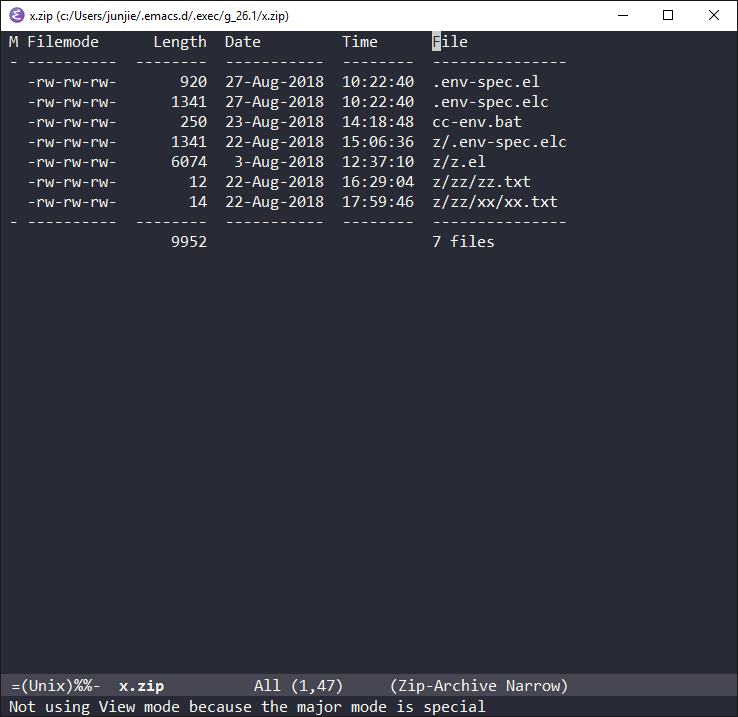 x.zip (c:/Users/junjie/.emacs.d/.exec/g_26.1/x.zip)
M Filemode      Length  Date         Time      File
- ----------  --------  -----------  --------  ---------------
  -rw-rw-rw-       920  27-Aug-2018  10:22:40  .env-spec.el
  -rw-rw-rw-      1341  27-Aug-2018  10:22:40  .env-spec.elc
  -rw-rw-rw-       250  23-Aug-2018  14:18:48  cc-env.bat
  -rw-rw-rw-      1341  22-Aug-2018  15:06:36  z/.env-spec.elc
  -rw-rw-rw-      6074   3-Aug-2018  12:37:10  z/z.el
  -rw-rw-rw-        12  22-Aug-2018  16:29:04  z/zz/zz.txt
  -rw-rw-rw-        14  22-Aug-2018  17:59:46  z/zz/xx/xx.txt
- ----------  --------  -----------  --------  ---------------
                  9952                         7 files
=(Unix)%%-  x.zip          All (1,47)     (Zip-Archive Narrow)
Not using View mode because the major mode is special